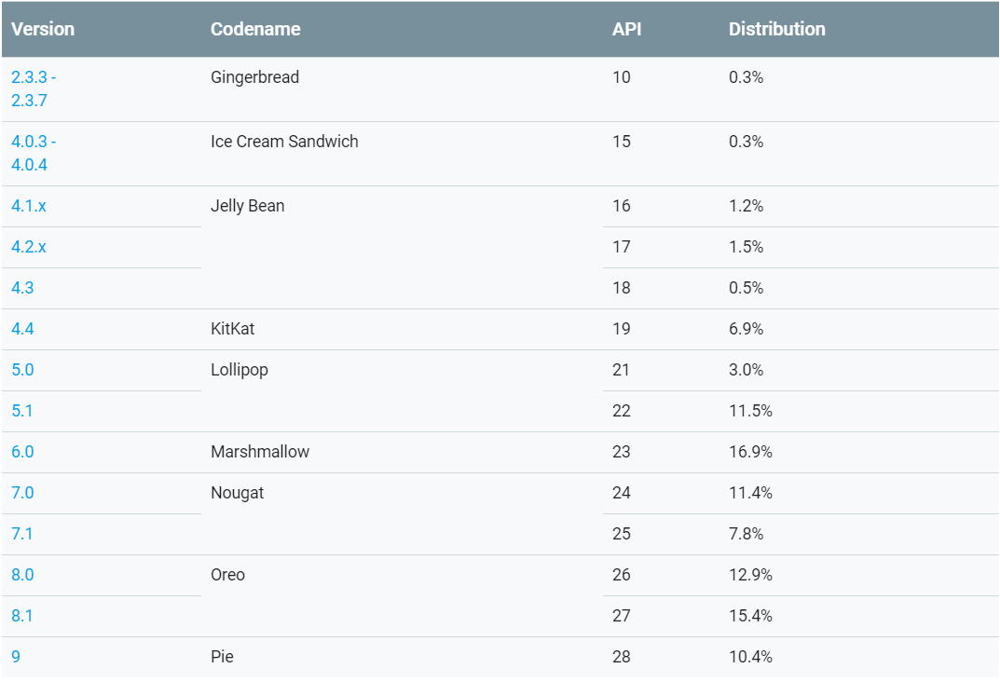 Version Codename API Distribution
2.3.3 - Gingerbread 10 0.3%
2.3.7
4.0.3 - Ice Cream Sandwich 15 0.3%
4.0.4
4.1.x Jelly Bean 16 1.2%
4.2.x 17 1.5%
4.3 18 0.5%
4.4 KitKat 19 6.9%
5.0 Lollipop 21 3.0%
5.1 22 11.5%
6.0 Marshmallow 23 16.9%
7.0 Nougat 24 11.4%
7.1 25 7.8%
8.0 Oreo 26 12.9%
8.1 27 15.4%
9 Pie 28 10.4%